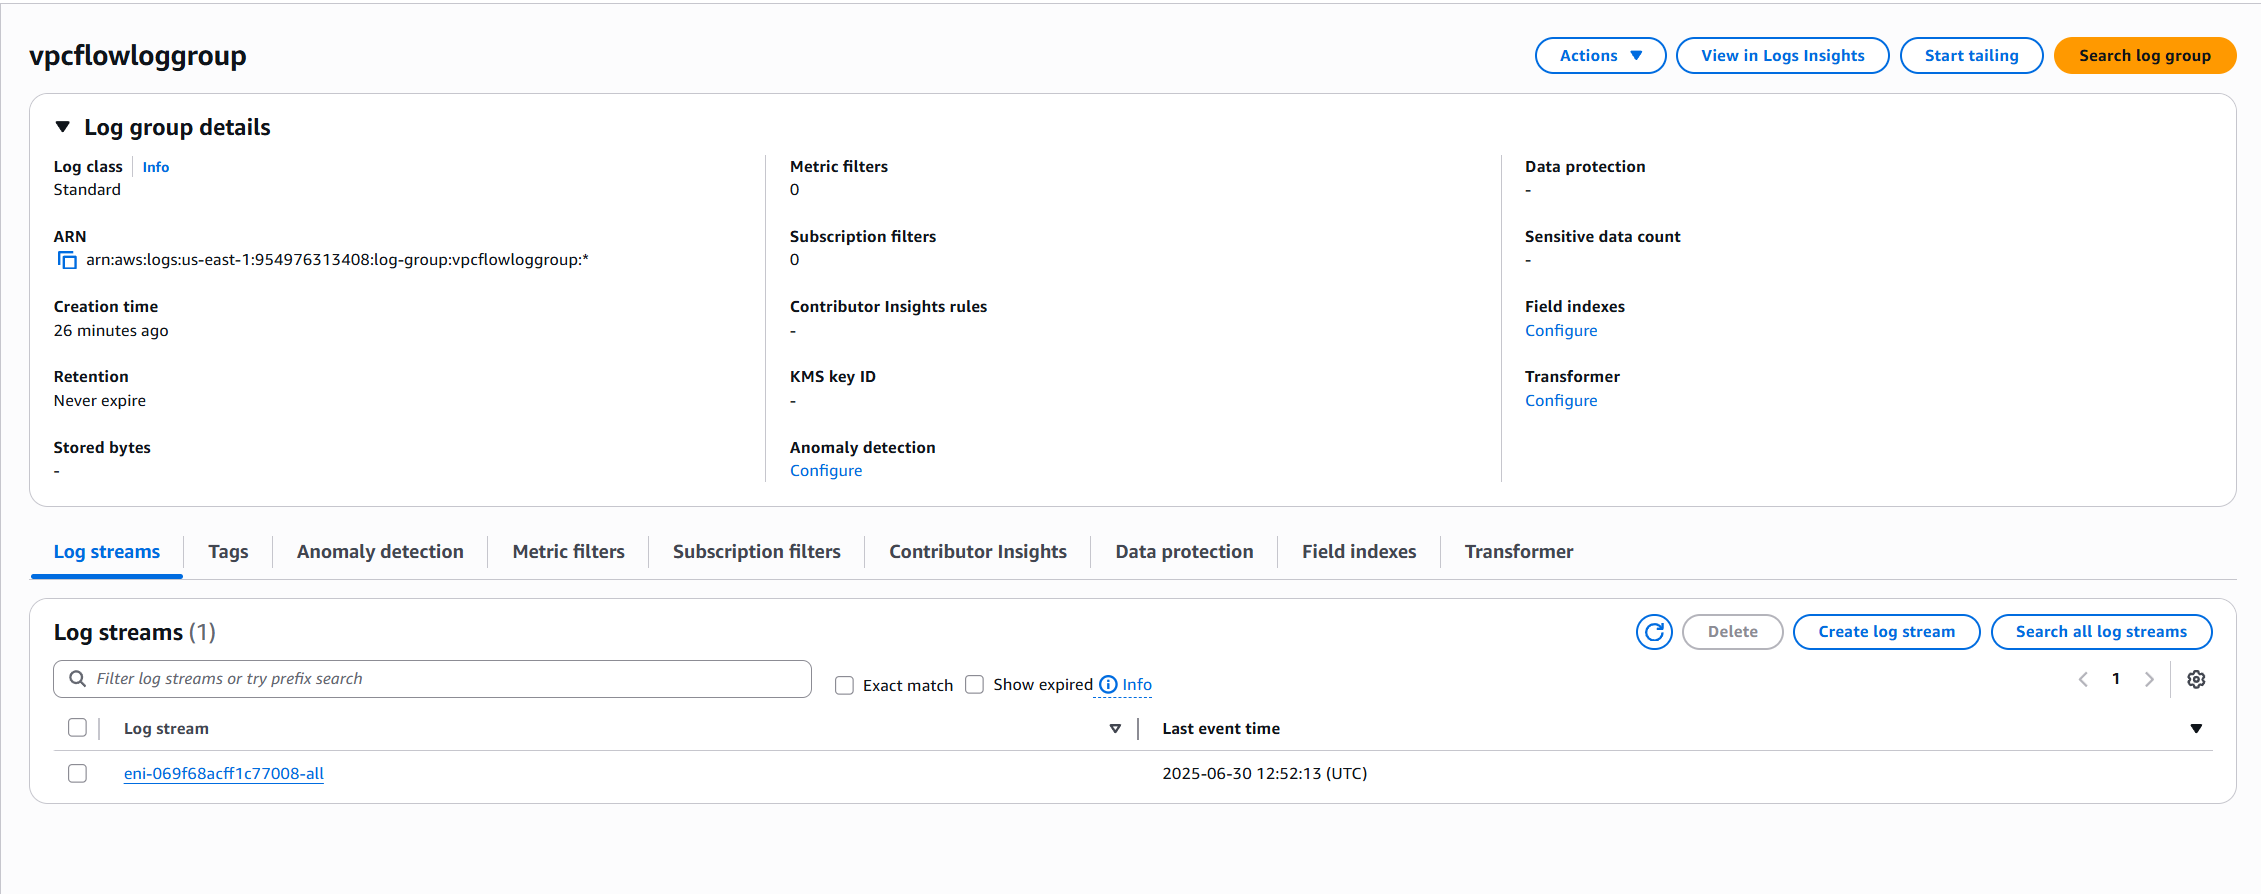 vpcflowloggroup
Actions
View in Logs Insights
Start tailing
Search log group
Log group details
Log class
Info
Standard
ARN
arn:aws:logs:us-east-1:954976313408:log-group:vpcflowloggroup:*
Creation time
26 minutes ago
Retention
Never expire
Stored bytes
-
Metric filters
0
Subscription filters
0
Contributor Insights rules
-
KMS key ID
-
Anomaly detection
Configure
Data protection
-
Sensitive data count
-
Field indexes
Configure
Transformer
Configure
Log streams
Tags
Anomaly detection
Metric filters
Subscription filters
Contributor Insights
Data protection
Field indexes
Transformer
Log streams (1)
Delete
Create log stream
Search all log streams
Filter log streams or try prefix search
Exact match
Show expired
Info
1
Log stream
Last event time
eni-069f68acff1c77008-all
2025-06-30 12:52:13 (UTC)